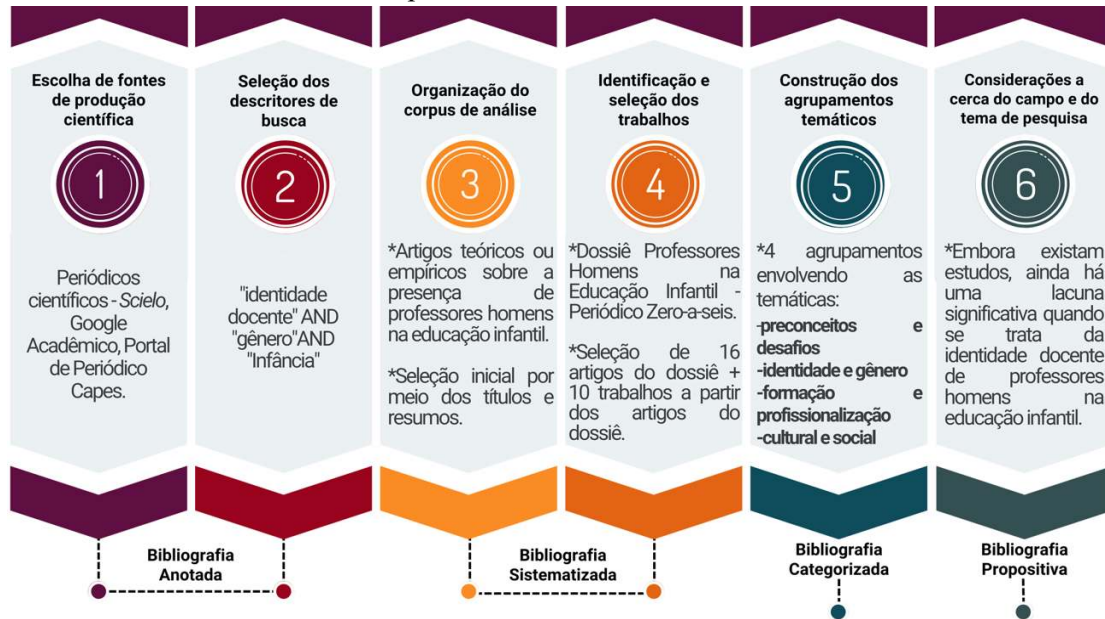 Escolha de fontes
de produção
científica
1
Periódicos
científicos - Scielo,
Google
Acadêmico, Portal
de Periódico
Capes.
Seleção dos
descritores de
busca
2
"identidade
docente" AND
"gênero"AND
"Infância"
Organização do
corpus de análise
3
*Artigos teóricos ou
empíricos sobre a
presença de
professores homens
na educação infantil.
*Seleção inicial por
meio dos títulos e
resumos.
Identificação e
seleção dos
trabalhos
4
*Dossiê Professores
Homens na
Educação Infantil -
Periódico Zero-a-seis.
*Seleção de 16
artigos do dossiê +
10 trabalhos a partir
dos artigos do
dossiê.
Construção dos
agrupamentos
temáticos
5
*4 agrupamentos
envolvendo as
temáticas:
-preconceitos e
desafios
-identidade e gênero
-formação e
profissionalização
-cultural e social
Considerações a
cerca do campo e do
tema de pesquisa
6
*Embora existam
estudos, ainda há
uma lacuna
significativa quando
se trata da
identidade docente
de professores
homens na
educação infantil.
Bibliografia
Anotada
Bibliografia
Sistematizada
Bibliografia
Categorizada
Bibliografia
Propositiva